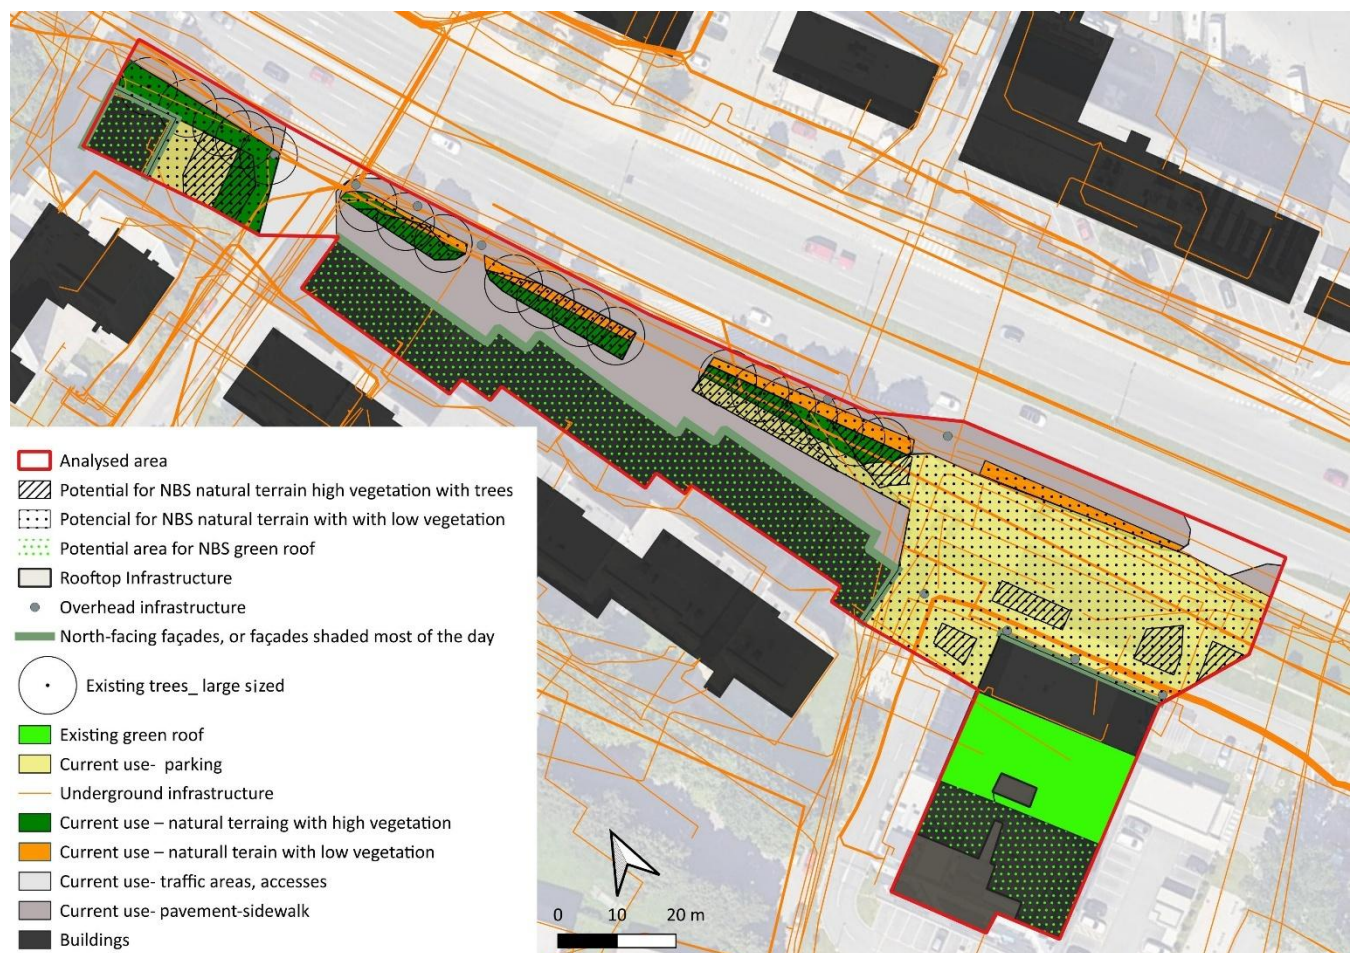 Analysed area
Potential for NBS natural terrain high vegetation with trees
Potencial for NBS natural terrain with with low vegetation
Potential area for NBS green roof
Rooftop Infrastructure
Overhead infrastructure
North-facing façades, or façades shaded most of the day
Existing trees_ large sized
Existing green roof
Current use-  parking
Underground infrastructure
Current use – natural terraing with high vegetation
Current use – naturall terain with low vegetation
Current use- traffic areas, accesses
Current use- pavement-sidewalk
Buildings
0 10 20 m